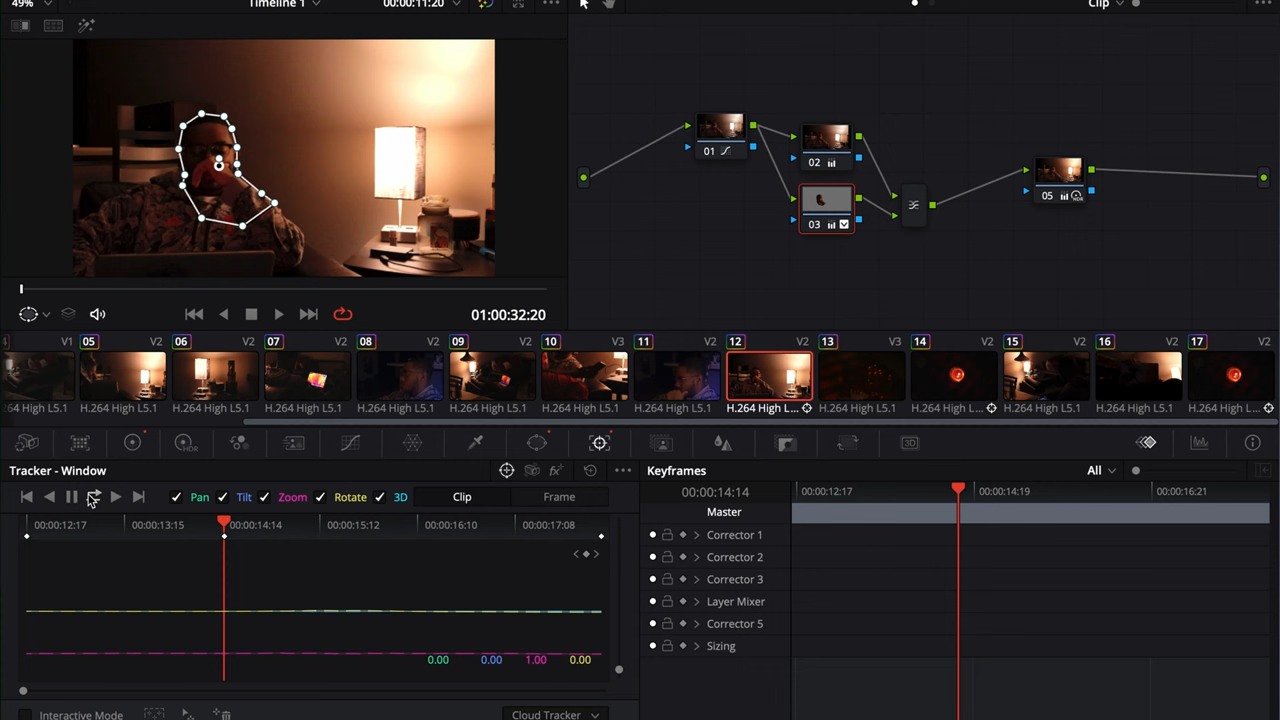 49%
Timeline 1
00:00:11:20
Clip
01
02
03
05
01:00:32:20
V1
05 V2
06 V2
07 V2
08 V2
09 V2
10 V3
11 V2
12 V2
13 V3
14 V2
15 V2
16 V2
17 V2
264 High L5.1
H.264 High L5.1
H.264 High L5.1
H.264 High L5.1
H.264 High L5.1
H.264 High L5.1
H.264 High L5.1
H.264 High L5.1
H.264 High L...
H.264 High L5.1
H.264 High L...
H.264 High L5.1
H.264 High L5.1
H.264 High L...
HDR
3D
Tracker - Window
fx
Keyframes
All
Pan
Tilt
Zoom
Rotate
3D
Clip
Frame
00:00:12:17
00:00:13:15
00:00:14:14
00:00:15:12
00:00:16:10
00:00:17:08
0.00
0.00
1.00
0.00
Interactive Mode
Cloud Tracker
00:00:14:14
00:00:12:17
00:00:14:19
00:00:16:21
Master
Corrector 1
Corrector 2
Corrector 3
Layer Mixer
Corrector 5
Sizing